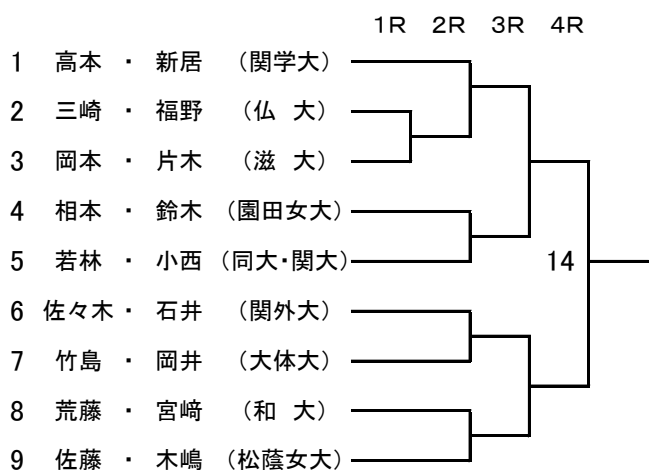 １Ｒ ２Ｒ ３Ｒ ４Ｒ
1 高本 ・ 新居 （関学大）
2 三崎 ・ 福野 （仏 大）
3 岡本 ・ 片木 （滋 大）
4 相本 ・ 鈴木 （園田女大）
5 若林 ・ 小西 （同大・関大）
14
6 佐々木 ・ 石井 （関外大）
7 竹島 ・ 岡井 （大体大）
8 荒藤 ・ 宮﨑 （和 大）
9 佐藤 ・ 木嶋 （松蔭女大）